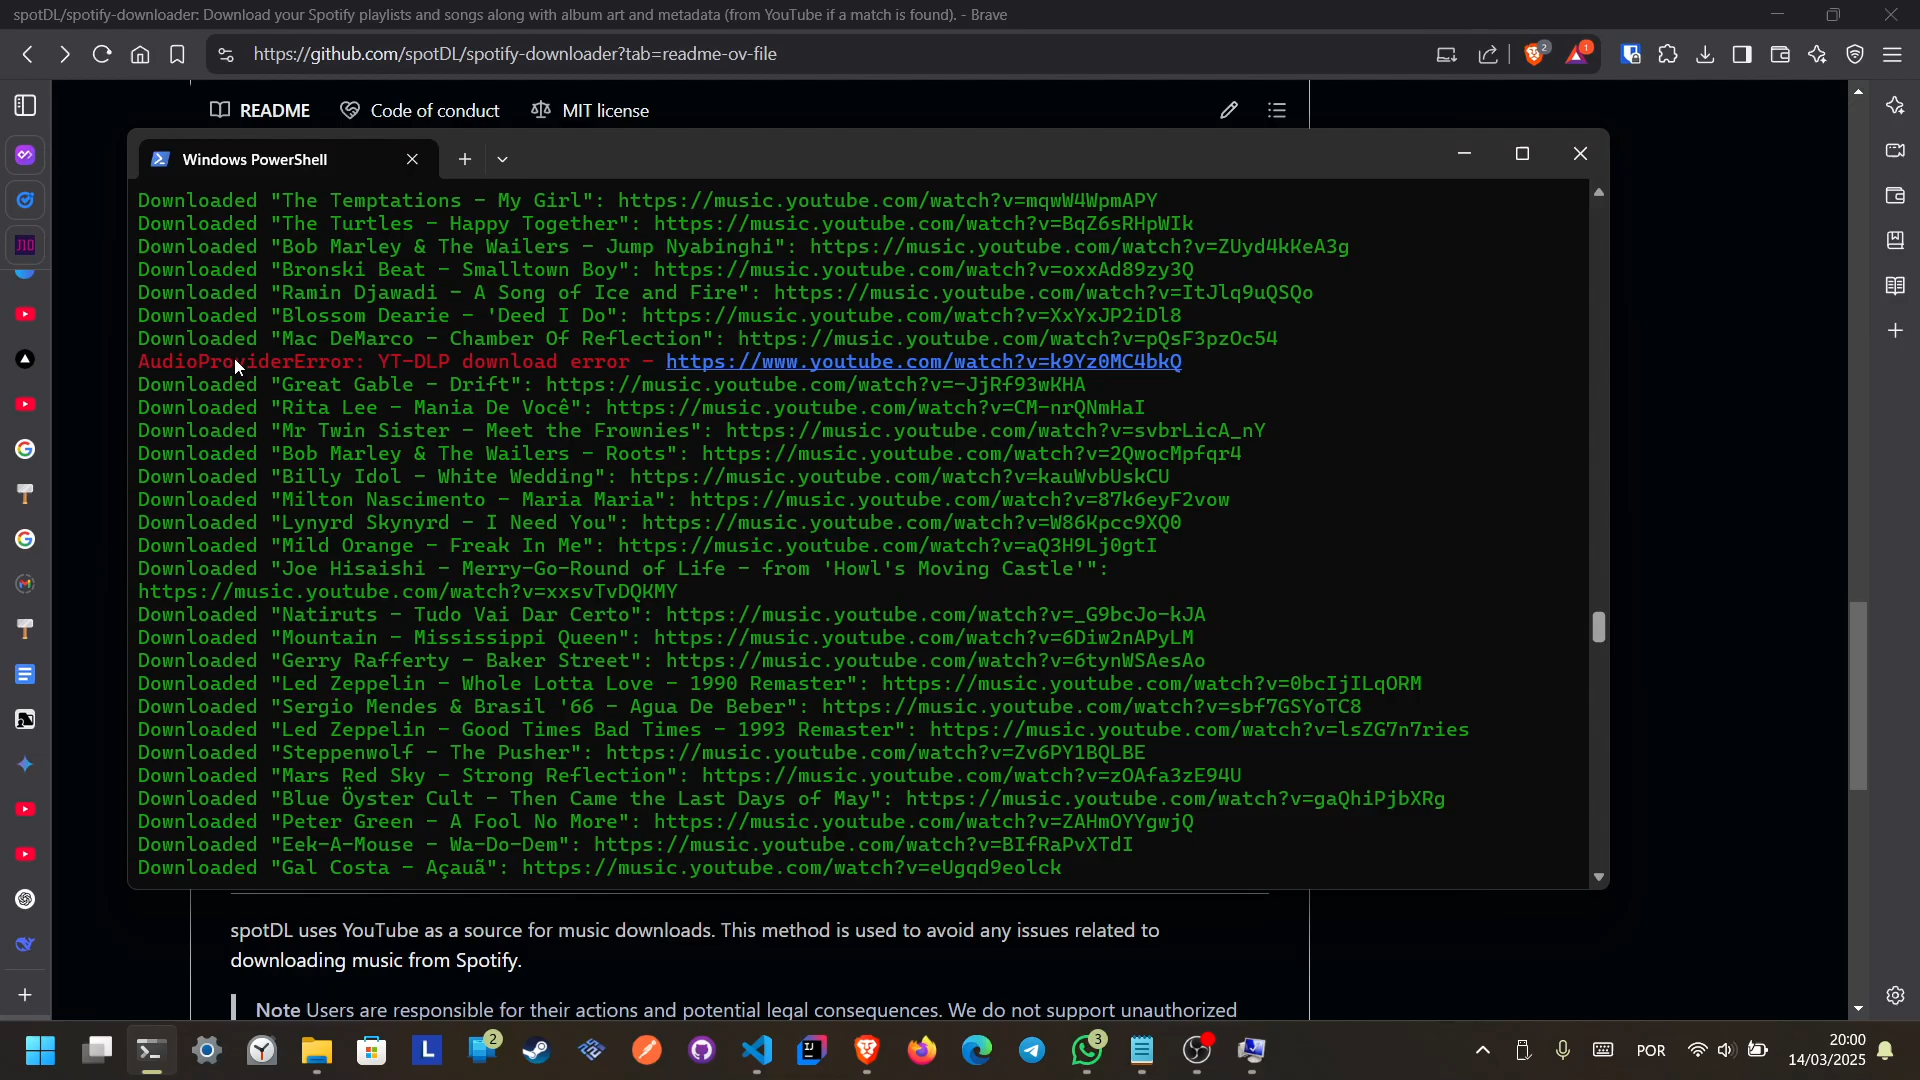 spotDL/spotify-downloader: Download your Spotify playlists and songs along with album art and metadata (from YouTube if a match is found). - Brave
https://github.com/spotDL/spotify-downloader?tab=readme-ov-file
2
1
README
Code of conduct
MIT license
Windows PowerShell
Downloaded "The Temptations - My Girl": https://music.youtube.com/watch?v=mqwW4WpmAPY
Downloaded "The Turtles - Happy Together": https://music.youtube.com/watch?v=BqZ6sRHpWIk
Downloaded "Bob Marley & The Wailers - Jump Nyabinghi": https://music.youtube.com/watch?v=ZUyd4kKeA3g
Downloaded "Bronski Beat - Smalltown Boy": https://music.youtube.com/watch?v=oxxAd89zy3Q
Downloaded "Ramin Djawadi - A Song of Ice and Fire": https://music.youtube.com/watch?v=ItJlq9uQSQo
Downloaded "Blossom Dearie - 'Deed I Do": https://music.youtube.com/watch?v=XxYxJP2iDl8
Downloaded "Mac DeMarco - Chamber Of Reflection": https://music.youtube.com/watch?v=pQsF3pzOc54
AudioProviderError: YT-DLP download error - https://www.youtube.com/watch?v=k9Yz0MC4bkQ
Downloaded "Great Gable - Drift": https://music.youtube.com/watch?v=-JjRf93wKHA
Downloaded "Rita Lee - Mania De Você": https://music.youtube.com/watch?v=CM-nrQNmHaI
Downloaded "Mr Twin Sister - Meet the Frownies": https://music.youtube.com/watch?v=svbrLicA_nY
Downloaded "Bob Marley & The Wailers - Roots": https://music.youtube.com/watch?v=2QwocMpfqr4
Downloaded "Billy Idol - White Wedding": https://music.youtube.com/watch?v=kauWvbUskCU
Downloaded "Milton Nascimento - Maria Maria": https://music.youtube.com/watch?v=87k6eyF2vow
Downloaded "Lynyrd Skynyrd - I Need You": https://music.youtube.com/watch?v=W86Kpcc9XQ0
Downloaded "Mild Orange - Freak In Me": https://music.youtube.com/watch?v=aQ3H9Lj0gtI
Downloaded "Joe Hisaishi - Merry-Go-Round of Life - from 'Howl's Moving Castle'":
https://music.youtube.com/watch?v=xxsvTvDQKMY
Downloaded "Natiruts - Tudo Vai Dar Certo": https://music.youtube.com/watch?v=_G9bcJo-kJA
Downloaded "Mountain - Mississippi Queen": https://music.youtube.com/watch?v=6Diw2nAPyLM
Downloaded "Gerry Rafferty - Baker Street": https://music.youtube.com/watch?v=6tynWSAesAo
Downloaded "Led Zeppelin - Whole Lotta Love - 1990 Remaster": https://music.youtube.com/watch?v=0bcIjILqORM
Downloaded "Sergio Mendes & Brasil '66 - Agua De Beber": https://music.youtube.com/watch?v=sbf7GSYoTC8
Downloaded "Led Zeppelin - Good Times Bad Times - 1993 Remaster": https://music.youtube.com/watch?v=lsZG7n7ries
Downloaded "Steppenwolf - The Pusher": https://music.youtube.com/watch?v=Zv6PY1BQLBE
Downloaded "Mars Red Sky - Strong Reflection": https://music.youtube.com/watch?v=zOAfa3zE94U
Downloaded "Blue Öyster Cult - Then Came the Last Days of May": https://music.youtube.com/watch?v=gaQhiPjbXRg
Downloaded "Peter Green - A Fool No More": https://music.youtube.com/watch?v=ZAHmOYYgwjQ
Downloaded "Eek-A-Mouse - Wa-Do-Dem": https://music.youtube.com/watch?v=BIfRaPvXTdI
Downloaded "Gal Costa - Açauã": https://music.youtube.com/watch?v=eUgqd9eolck
spotDL uses YouTube as a source for music downloads. This method is used to avoid any issues related to
downloading music from Spotify.
Note Users are responsible for their actions and potential legal consequences. We do not support unauthorized
2
3
POR
20:00
14/03/2025